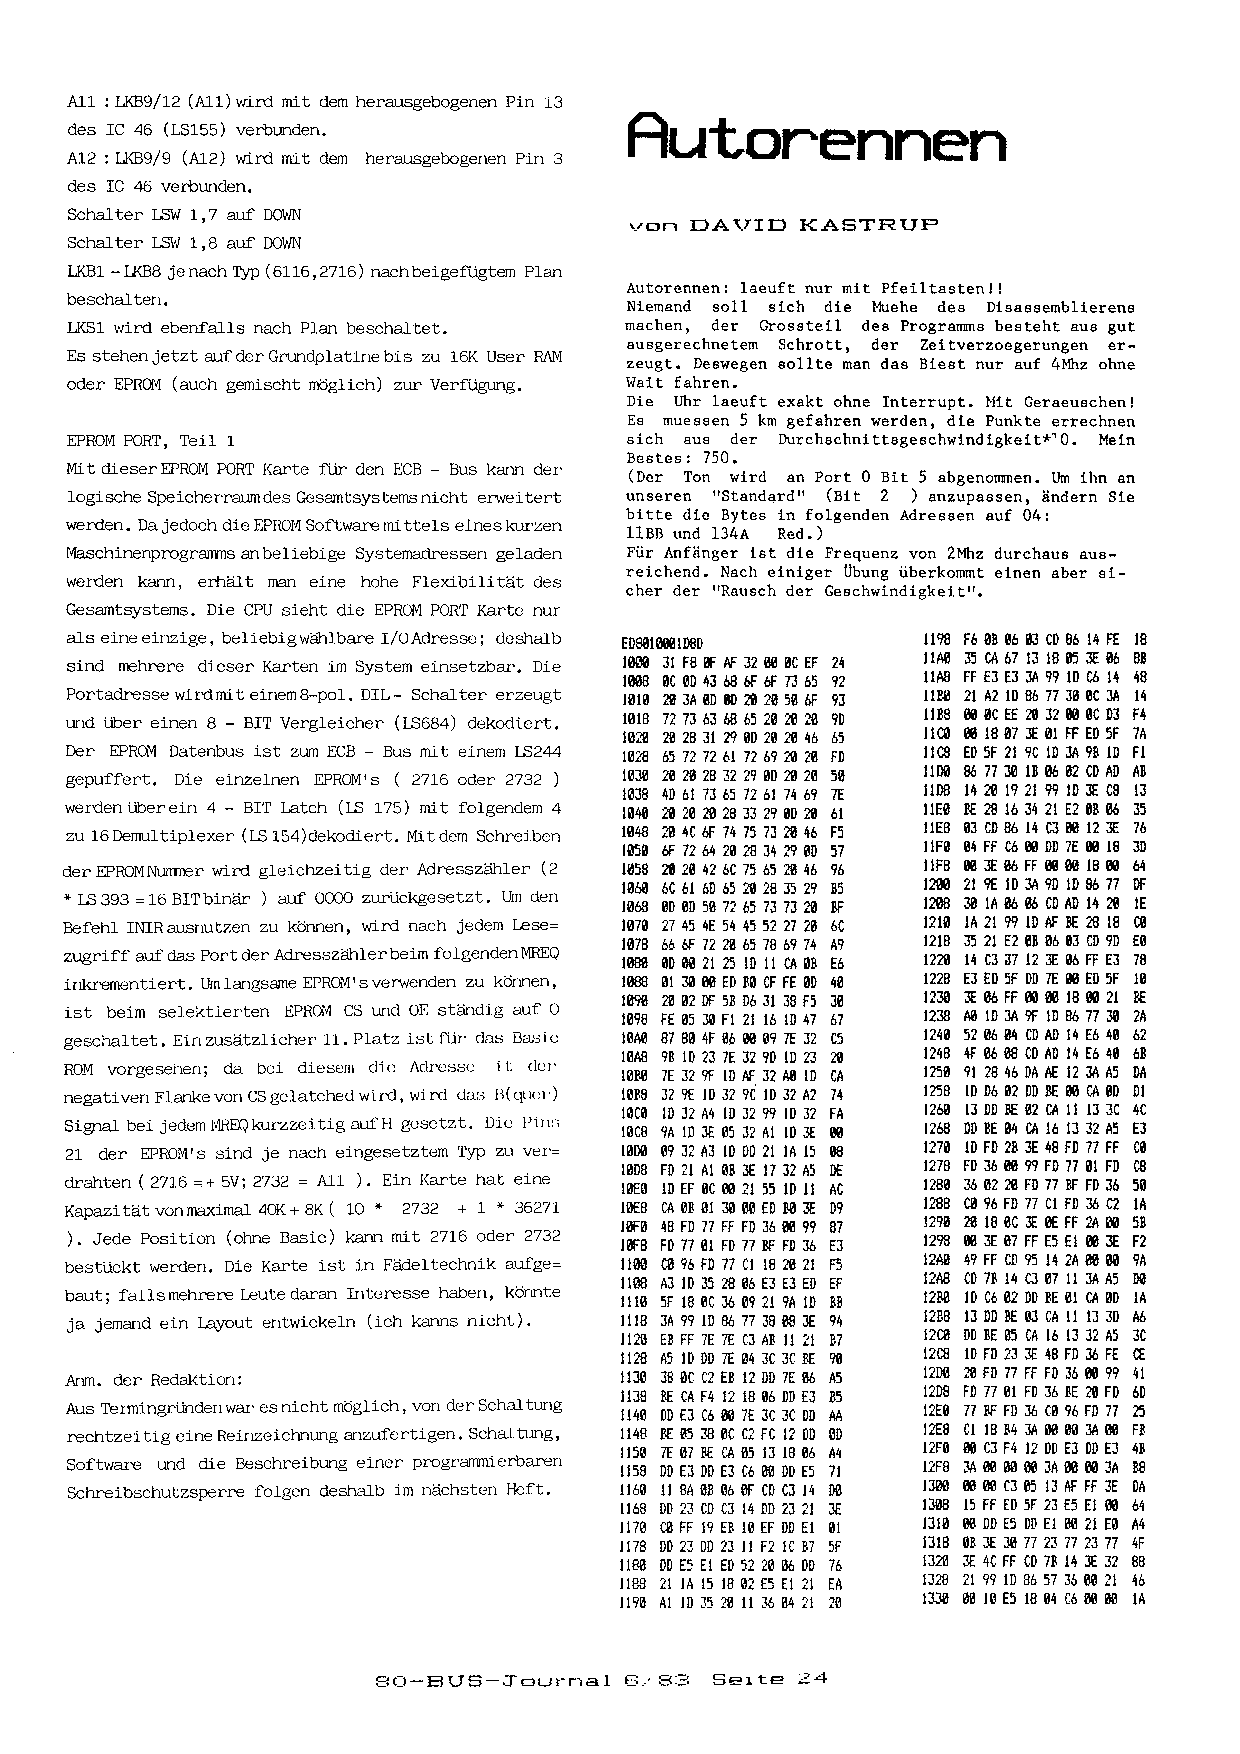 A11 : LKB9/12 (A11) wird mit dem herausgebogenen Pin 13
des IC 46 (LS155) verbunden.
A12 : LKB9/9 (A12) wird mit dem herausgebogenen Pin 3
des IC 46 verbunden.
Schalter LSW 1,7 auf DOWN
Schalter LSW 1,8 auf DOWN
LKB1 - LKB8 je nach Typ (6116,2716) nach beigefügtem Plan
beschalten.
LKS1 wird ebenfalls nach Plan beschaltet.
Es stehen jetzt auf der Grundplatine bis zu 16K User RAM
oder EPROM (auch gemischt möglich) zur Verfügung.
EPROM PORT, Teil 1
Mit dieser EPROM PORT Karte für den ECB - Bus kann der
logische Speicherraum des Gesamtsystems nicht erweitert
werden. Da jedoch die EPROM Software mittels eines kurzen
Maschinenprogramms an beliebige Systemadressen geladen
werden kann, erhält man eine hohe Flexibilität des
Gesamtsystems. Die CPU sieht die EPROM PORT Karte nur
als eine einzige, beliebig wählbare I/O Adresse; deshalb
sind mehrere dieser Karten im System einsetzbar. Die
Portadresse wird mit einem 8-pol. DIL- Schalter erzeugt
und über einen 8 - BIT Vergleicher (LS684) dekodiert.
Der EPROM Datenbus ist zum ECB - Bus mit einem LS244
gepuffert. Die einzelnen EPROM's ( 2716 oder 2732 )
werden über ein 4 - BIT Latch (LS 175) mit folgendem 4
zu 16 Demultiplexer (LS 154) dekodiert. Mit dem Schreiben
der EPROM Nummer wird gleichzeitig der Adresszähler (2
* LS 393 = 16 BIT binär ) auf 0000 zurückgesetzt. Um den
Befehl INIR ausnutzen zu können, wird nach jedem Lese=
zugriff auf das Port der Adresszähler beim folgenden MREQ
inkrementiert. Um langsame EPROM's verwenden zu können,
ist beim selektierten EPROM CS und OE ständig auf 0
geschaltet. Ein zusätzlicher 11. Platz ist für das Basic
ROM vorgesehen; da bei diesem die Adresse it der
negativen Flanke von CS gelatched wird, wird das B(quer)
Signal bei jedem MREQ kurzzeitig auf H gesetzt. Die Pins
21 der EPROM's sind je nach eingesetztem Typ zu ver=
drahten ( 2716 = + 5V; 2732 = A11 ). Ein Karte hat eine
Kapazität von maximal 40K + 8K ( 10 * 2732 + 1 * 36271
). Jede Position (ohne Basic) kann mit 2716 oder 2732
bestückt werden. Die Karte ist in Fädeltechnik aufge=
baut; falls mehrere Leute daran Interesse haben, könnte
ja jemand ein Layout entwickeln (ich kanns nicht).
Anm. der Redaktion:
Aus Termingründen war es nicht möglich, von der Schaltung
rechtzeitig eine Reinzeichnung anzufertigen. Schaltung,
Software und die Beschreibung einer programmierbaren
Schreibschutzsperre folgen deshalb im nächsten Heft.
Autorennen
von DAVID KASTRUP
Autorennen: laeuft nur mit Pfeiltasten!!
Niemand soll sich die Muehe des Disassemblierens
machen, der Grossteil des Programms besteht aus gut
ausgerechnetem Schrott, der Zeitverzoegerungen er-
zeugt. Deswegen sollte man das Biest nur auf 4Mhz ohne
Wait fahren.
Die Uhr laeuft exakt ohne Interrupt. Mit Geraeuschen!
Es muessen 5 km gefahren werden, die Punkte errechnen
sich aus der Durchschnittsgeschwindigkeit*10. Mein
Bestes: 750.
(Der Ton wird an Port 0 Bit 5 abgenommen. Um ihn an
unseren "Standard" (Bit 2 ) anzupassen, ändern Sie
bitte die Bytes in folgenden Adressen auf 04:
11BB und 134A Red.)
Für Anfänger ist die Frequenz von 2Mhz durchaus aus-
reichend. Nach einiger Übung überkommt einen aber si-
cher der "Rausch der Geschwindigkeit".
ED8010001D8D
1000 31 F8 0F AF 32 00 0C EF 24
1008 0C 0D 43 68 6F 6F 73 65 92
1010 20 3A 0D 0D 20 20 50 6F 93
1018 72 73 63 68 65 20 20 20 9D
1020 20 28 31 29 0D 20 20 46 65
1028 65 72 72 61 72 69 20 20 FD
1030 20 20 28 32 29 0D 20 20 50
1038 4D 61 73 65 72 61 74 69 7E
1040 20 20 20 28 33 29 0D 20 61
1048 20 4C 6F 74 75 73 20 46 F5
1050 6F 72 64 20 28 34 29 0D 57
1058 20 20 42 6C 75 65 20 46 96
1060 6C 61 6D 65 20 28 35 29 B5
1068 0D 0D 50 72 65 73 73 20 BF
1070 27 45 4E 54 45 52 27 20 6C
1078 66 6F 72 20 65 78 69 74 A9
1080 0D 00 21 25 1D 11 CA 0B E6
1088 01 30 00 ED B0 CF FE 0D 40
1090 20 02 DF 5B D6 31 38 F5 30
1098 FE 05 30 F1 21 16 1D 47 67
10A0 87 80 4F 06 00 09 7E 32 C5
10A8 9B 1D 23 7E 32 9D 1D 23 20
10B0 7E 32 9F 1D AF 32 A0 1D CA
10B8 32 9E 1D 32 9C 1D 32 A2 74
10C0 1D 32 A4 1D 32 99 1D 32 FA
10C8 9A 1D 3E 05 32 A1 1D 3E 00
10D0 09 32 A3 1D DD 21 1A 15 08
10D8 FD 21 A1 0B 3E 17 32 A5 DE
10E0 1D EF 0C 00 21 55 1D 11 AC
10E8 CA 0B 01 30 00 ED B0 3E D9
10F0 48 FD 77 FF FD 36 00 99 87
10F8 FD 77 01 FD 77 BF FD 36 E3
1100 C0 96 FD 77 C1 18 20 21 F5
1108 A3 1D 35 28 06 E3 E3 ED EF
1110 5F 18 0C 36 09 21 9A 1D BB
1118 3A 99 1D 86 77 38 08 3E 94
1120 EB FF 7E 7E C3 AB 11 21 B7
1128 A5 1D DD 7E 04 3C 3C BE 90
1130 38 0C C2 EB 12 DD 7E 06 A5
1138 BE CA F4 12 18 06 DD E3 B5
1140 DD E3 C6 00 7E 3C 3C DD AA
1148 BE 05 38 0C C2 FC 12 DD 0D
1150 7E 07 BE CA 05 13 18 06 A4
1158 DD E3 DD E3 C6 00 DD E5 71
1160 11 8A 0B 06 0F CD C3 14 D0
1168 DD 23 CD C3 14 DD 23 21 3E
1170 C0 FF 19 EB 10 EF DD E1 01
1178 DD 23 DD 23 11 F2 1C B7 5F
1180 DD E5 E1 ED 52 20 06 DD 76
1188 21 1A 15 18 02 E5 E1 21 EA
1190 A1 1D 35 20 11 36 04 21 20
1198 F6 0B 06 03 CD 86 14 FE 18
11A0 35 CA 67 13 18 05 3E 06 8B
11A8 FF E3 E3 3A 99 1D C6 14 48
11B0 21 A2 1D 86 77 30 0C 3A 14
11B8 00 0C EE 20 32 00 0C D3 F4
11C0 00 18 07 3E 01 FF ED 5F 7A
11C8 ED 5F 21 9C 1D 3A 9B 1D F1
11D0 86 77 30 1B 06 02 CD AD AB
11D8 14 20 19 21 99 1D 3E C8 13
11E0 BE 28 16 34 21 E2 0B 06 35
11E8 03 CD 86 14 C3 00 12 3E 76
11F0 04 FF C6 00 DD 7E 00 18 3D
11F8 00 3E 06 FF 00 00 18 00 64
1200 21 9E 1D 3A 9D 1D 86 77 DF
1208 30 1A 06 06 CD AD 14 20 1E
1210 1A 21 99 1D AF BE 28 18 C0
1218 35 21 E2 0B 06 03 CD 9D E0
1220 14 C3 37 12 3E 06 FF E3 78
1228 E3 ED 5F DD 7E 00 ED 5F 10
1230 3E 06 FF 00 00 18 00 21 BE
1238 A0 1D 3A 9F 1D 86 77 30 2A
1240 52 06 04 CD AD 14 E6 40 62
1248 4F 06 08 CD AD 14 E6 40 6B
1250 91 28 46 DA AE 12 3A A5 DA
1258 1D D6 02 DD BE 00 CA 0D D1
1260 13 DD BE 02 CA 11 13 3C 4C
1268 DD BE 04 CA 16 13 32 A5 E3
1270 1D FD 2B 3E 48 FD 77 FF C0
1278 FD 36 00 99 FD 77 01 FD C8
1280 36 02 20 FD 77 BF FD 36 50
1288 C0 96 FD 77 C1 FD 36 C2 1A
1290 20 18 0C 3E 0E FF 2A 00 5B
1298 00 3E 07 FF E5 E1 00 3E F2
12A0 49 FF CD 95 14 2A 00 00 9A
12A8 CD 7B 14 C3 07 11 3A A5 D0
12B0 1D C6 02 DD BE 01 CA 0D 1A
12B8 13 DD BE 03 CA 11 13 3D A6
12C0 DD BE 05 CA 16 13 32 A5 3C
12C8 1D FD 23 3E 48 FD 36 FE CE
12D0 20 FD 77 FF FD 36 00 99 41
12D8 FD 77 01 FD 36 BE 20 FD 6D
12E0 77 BF FD 36 C0 96 FD 77 25
12E8 C1 18 B4 3A 00 00 3A 00 FB
12F0 00 C3 F4 12 DD E3 DD E3 4B
12F8 3A 00 00 00 3A 00 00 3A B8
1300 00 00 C3 05 13 AF FF 3E DA
1308 15 FF ED 5F 23 E5 E1 00 64
1310 00 DD E5 DD E1 00 21 E0 A4
1318 0B 3E 30 77 23 77 23 77 4F
1320 3E 4C FF CD 7B 14 3E 32 88
1328 21 99 1D 86 57 36 00 21 46
1330 00 10 E5 18 04 C6 00 00 1A
80-BUS-Journal 6/83 Seite 24